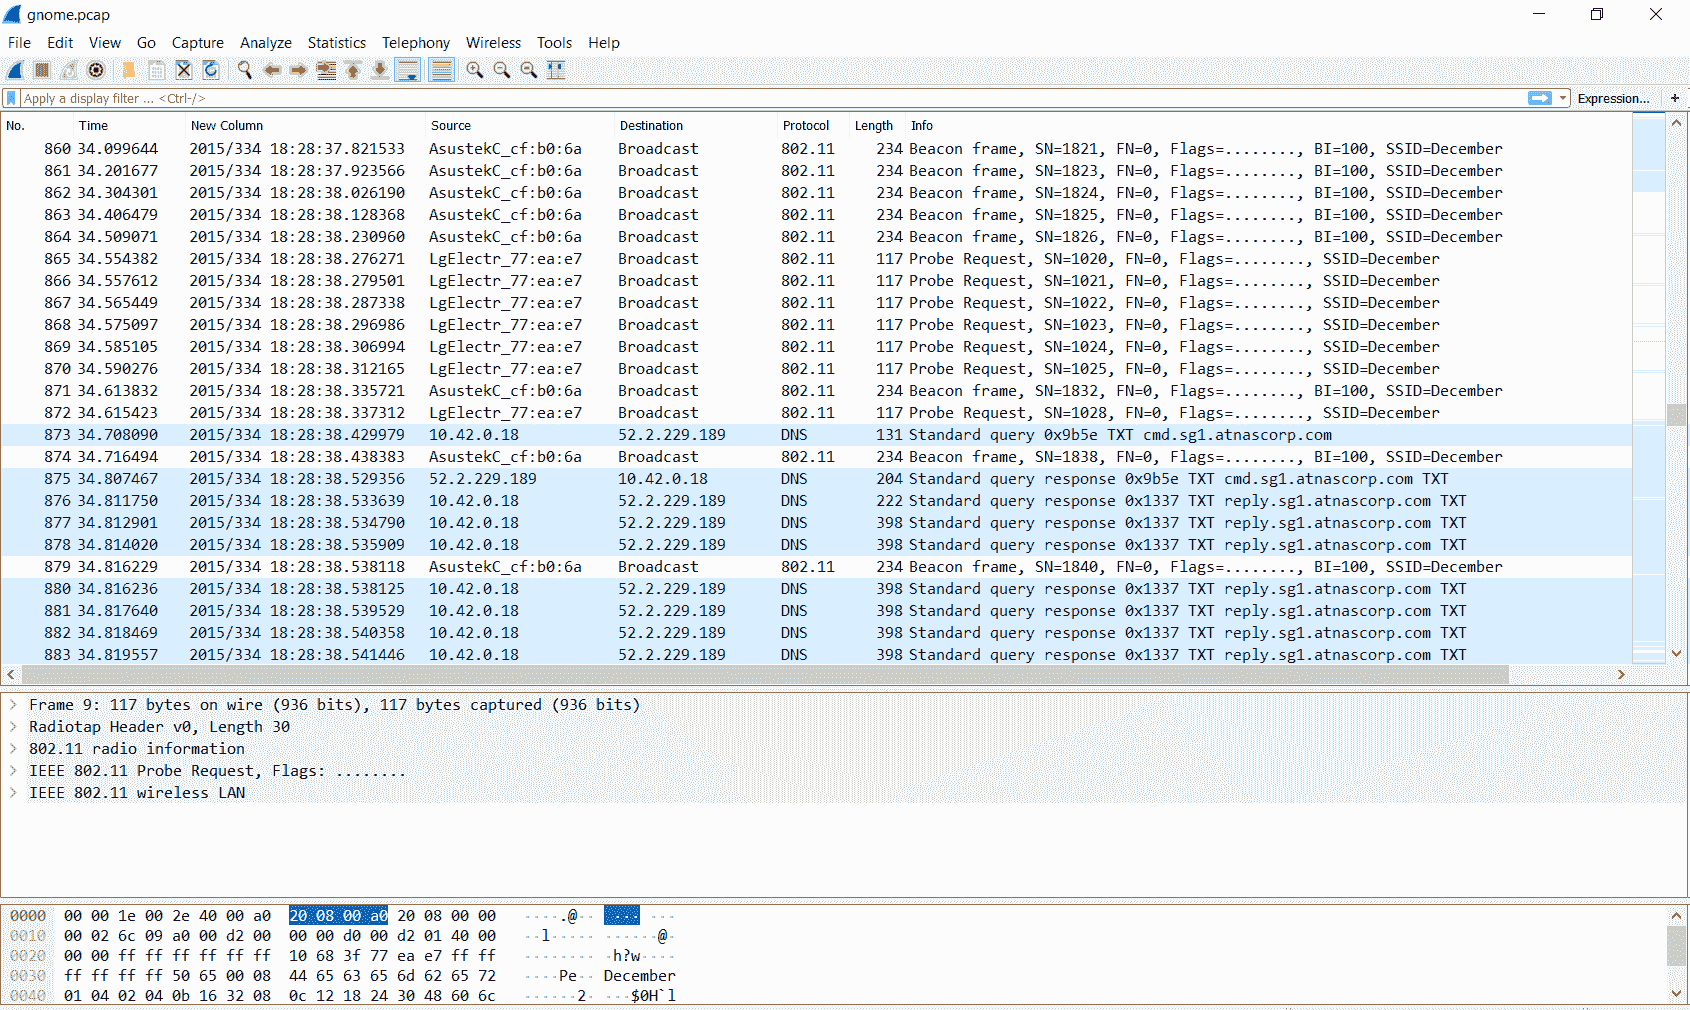 gnome.pcap
File Edit View Go Capture Analyze Statistics Telephony Wireless Tools Help
Apply a display filter ... <Ctrl-/> Expression... +
No. Time New Column Source Destination Protocol Length Info
860 34.099644 2015/334 18:28:37.821533 AsustekC_cf:b0:6a Broadcast 802.11 234 Beacon frame, SN=1821, FN=0, Flags=........, BI=100, SSID=December
861 34.201677 2015/334 18:28:37.923566 AsustekC_cf:b0:6a Broadcast 802.11 234 Beacon frame, SN=1823, FN=0, Flags=........, BI=100, SSID=December
862 34.304301 2015/334 18:28:38.026190 AsustekC_cf:b0:6a Broadcast 802.11 234 Beacon frame, SN=1824, FN=0, Flags=........, BI=100, SSID=December
863 34.406479 2015/334 18:28:38.128368 AsustekC_cf:b0:6a Broadcast 802.11 234 Beacon frame, SN=1825, FN=0, Flags=........, BI=100, SSID=December
864 34.509071 2015/334 18:28:38.230960 AsustekC_cf:b0:6a Broadcast 802.11 234 Beacon frame, SN=1826, FN=0, Flags=........, BI=100, SSID=December
865 34.554382 2015/334 18:28:38.276271 LgElectr_77:ea:e7 Broadcast 802.11 117 Probe Request, SN=1020, FN=0, Flags=........, SSID=December
866 34.557612 2015/334 18:28:38.279501 LgElectr_77:ea:e7 Broadcast 802.11 117 Probe Request, SN=1021, FN=0, Flags=........, SSID=December
867 34.565449 2015/334 18:28:38.287338 LgElectr_77:ea:e7 Broadcast 802.11 117 Probe Request, SN=1022, FN=0, Flags=........, SSID=December
868 34.575097 2015/334 18:28:38.296986 LgElectr_77:ea:e7 Broadcast 802.11 117 Probe Request, SN=1023, FN=0, Flags=........, SSID=December
869 34.585105 2015/334 18:28:38.306994 LgElectr_77:ea:e7 Broadcast 802.11 117 Probe Request, SN=1024, FN=0, Flags=........, SSID=December
870 34.590276 2015/334 18:28:38.312165 LgElectr_77:ea:e7 Broadcast 802.11 117 Probe Request, SN=1025, FN=0, Flags=........, SSID=December
871 34.613832 2015/334 18:28:38.335721 AsustekC_cf:b0:6a Broadcast 802.11 234 Beacon frame, SN=1832, FN=0, Flags=........, BI=100, SSID=December
872 34.615423 2015/334 18:28:38.337312 LgElectr_77:ea:e7 Broadcast 802.11 117 Probe Request, SN=1028, FN=0, Flags=........, SSID=December
873 34.708090 2015/334 18:28:38.429979 10.42.0.18 52.2.229.189 DNS 131 Standard query 0x9b5e TXT cmd.sg1.atnascorp.com
874 34.716494 2015/334 18:28:38.438383 AsustekC_cf:b0:6a Broadcast 802.11 234 Beacon frame, SN=1838, FN=0, Flags=........, BI=100, SSID=December
875 34.807467 2015/334 18:28:38.529356 52.2.229.189 10.42.0.18 DNS 204 Standard query response 0x9b5e TXT cmd.sg1.atnascorp.com TXT
876 34.811750 2015/334 18:28:38.533639 10.42.0.18 52.2.229.189 DNS 222 Standard query response 0x1337 TXT reply.sg1.atnascorp.com TXT
877 34.812901 2015/334 18:28:38.534790 10.42.0.18 52.2.229.189 DNS 398 Standard query response 0x1337 TXT reply.sg1.atnascorp.com TXT
878 34.814020 2015/334 18:28:38.535909 10.42.0.18 52.2.229.189 DNS 398 Standard query response 0x1337 TXT reply.sg1.atnascorp.com TXT
879 34.816229 2015/334 18:28:38.538118 AsustekC_cf:b0:6a Broadcast 802.11 234 Beacon frame, SN=1840, FN=0, Flags=........, BI=100, SSID=December
880 34.816236 2015/334 18:28:38.538125 10.42.0.18 52.2.229.189 DNS 398 Standard query response 0x1337 TXT reply.sg1.atnascorp.com TXT
881 34.817640 2015/334 18:28:38.539529 10.42.0.18 52.2.229.189 DNS 398 Standard query response 0x1337 TXT reply.sg1.atnascorp.com TXT
882 34.818469 2015/334 18:28:38.540358 10.42.0.18 52.2.229.189 DNS 398 Standard query response 0x1337 TXT reply.sg1.atnascorp.com TXT
883 34.819557 2015/334 18:28:38.541446 10.42.0.18 52.2.229.189 DNS 398 Standard query response 0x1337 TXT reply.sg1.atnascorp.com TXT
Frame 9: 117 bytes on wire (936 bits), 117 bytes captured (936 bits)
Radiotap Header v0, Length 30
802.11 radio information
IEEE 802.11 Probe Request, Flags: ........
IEEE 802.11 wireless LAN
0000 00 00 1e 00 2e 40 00 a0 20 08 00 a0 20 08 00 00 ·····.@·· ··· ···
0010 00 02 6c 09 a0 00 d2 00 00 00 d0 00 d2 01 40 00 ··l····· ······@·
0020 00 00 ff ff ff ff ff ff 10 68 3f 77 ea e7 ff ff ········ ·h?w····
0030 ff ff ff ff 50 65 00 08 44 65 63 65 6d 62 65 72 ····Pe·· December
0040 01 04 02 04 0b 16 32 08 0c 12 18 24 30 48 60 6c ······2· ···$0H`l